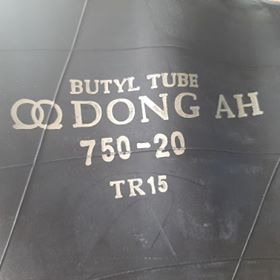 BUTYL TUBE
DONG AH
750-20
TR15